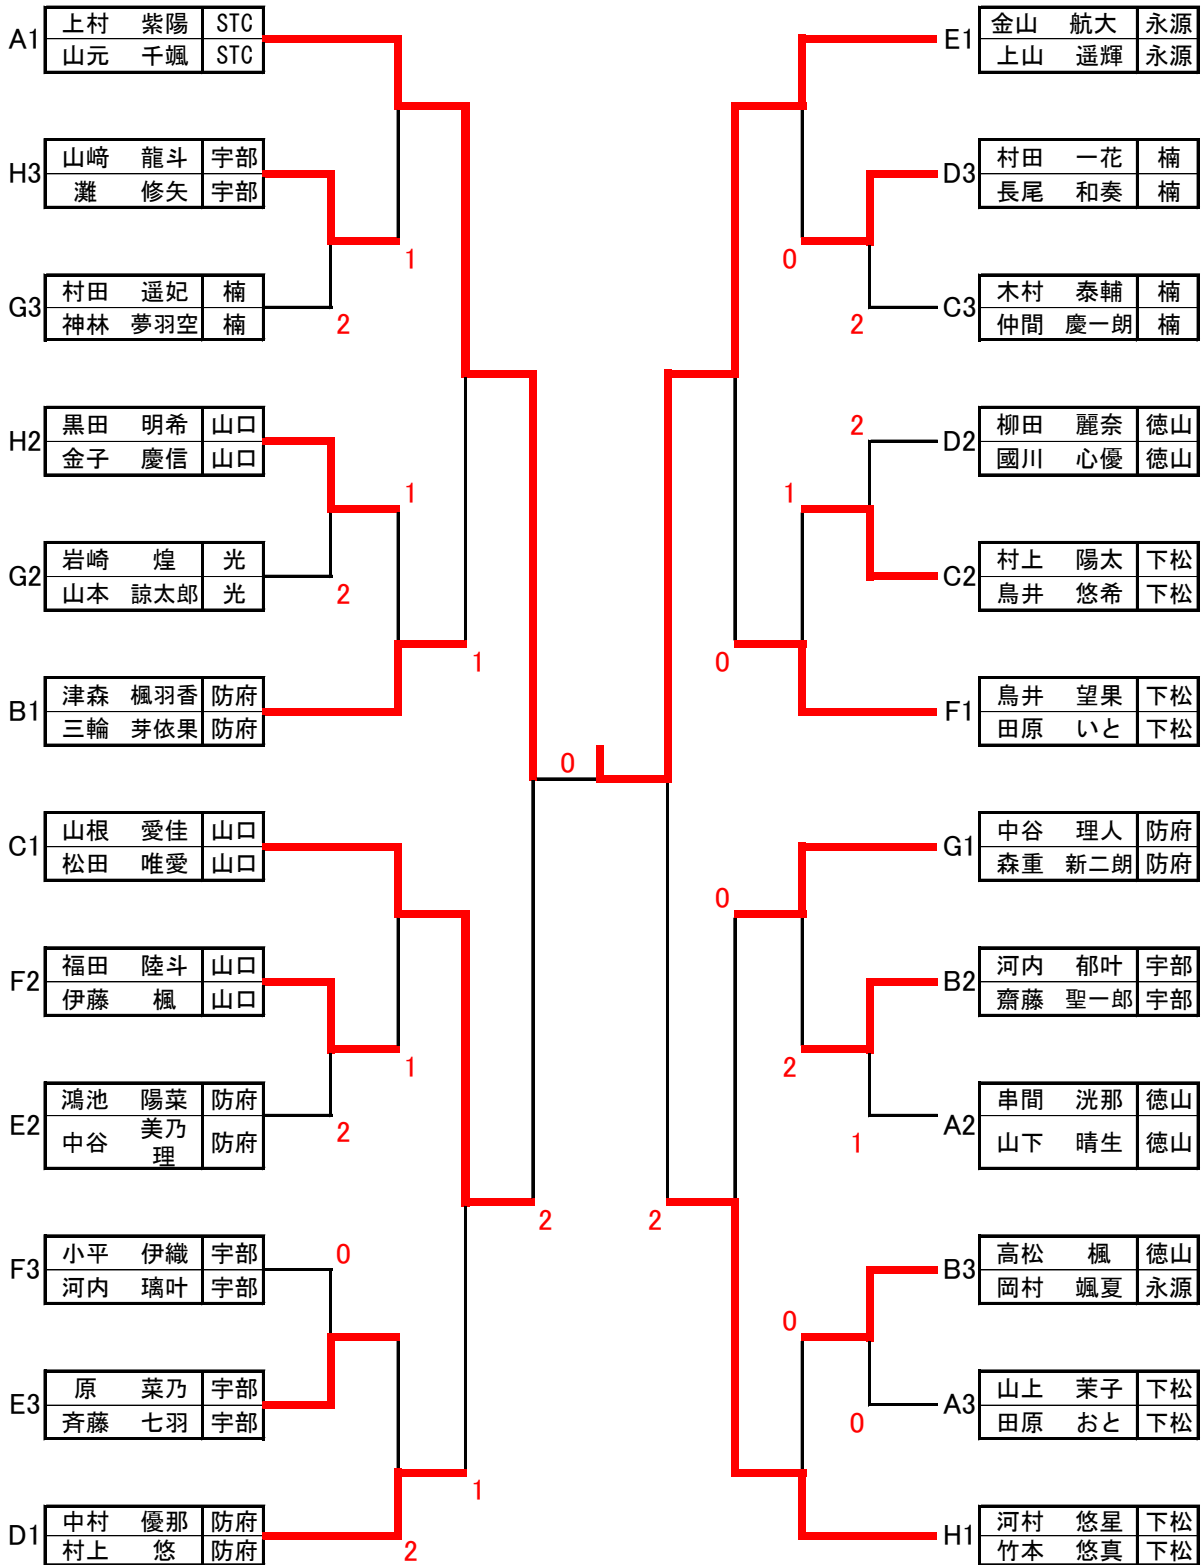 A1 上村 紫陽 STC
山元 千颯 STC
H3 山﨑 龍斗 宇部
灘 修矢 宇部
1
G3 村田 遥妃 楠
神林 夢羽空 楠
2
H2 黒田 明希 山口
金子 慶信 山口
1
G2 岩崎 煌 光
山本 諒太郎 光
2
1
B1 津森 楓羽香 防府
三輪 芽依果 防府
0
C1 山根 愛佳 山口
松田 唯愛 山口
F2 福田 陸斗 山口
伊藤 楓 山口
1
E2 鴻池 陽菜 防府
中谷 美乃
理 防府
2
2
F3 小平 伊織 宇部
河内 璃叶 宇部
0
E3 原 菜乃 宇部
斉藤 七羽 宇部
1
D1 中村 優那 防府
村上 悠 防府
2
E1 金山 航大 永源
上山 遥輝 永源
D3 村田 一花 楠
長尾 和奏 楠
0
C3 木村 泰輔 楠
仲間 慶一朗 楠
2
2
D2 柳田 麗奈 徳山
國川 心優 徳山
1
C2 村上 陽太 下松
鳥井 悠希 下松
0
F1 鳥井 望果 下松
田原 いと 下松
G1 中谷 理人 防府
森重 新二朗 防府
0
B2 河内 郁叶 宇部
齋藤 聖一郎 宇部
2
A2 串間 洸那 徳山
山下 晴生 徳山
1
2
B3 高松 楓 徳山
岡村 颯夏 永源
0
A3 山上 茉子 下松
田原 おと 下松
0
H1 河村 悠星 下松
竹本 悠真 下松